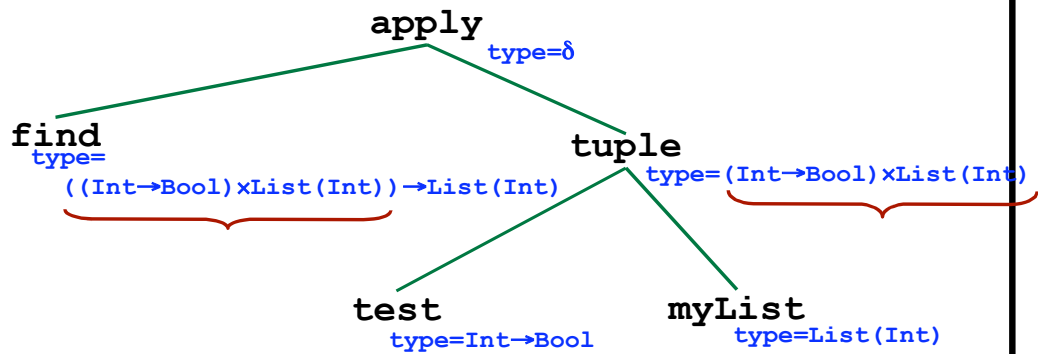 apply
type=δ
find
type=
((Int→Bool)×List(Int))→List(Int)
tuple
type=(Int→Bool)×List(Int)
test
type=Int→Bool
myList
type=List(Int)